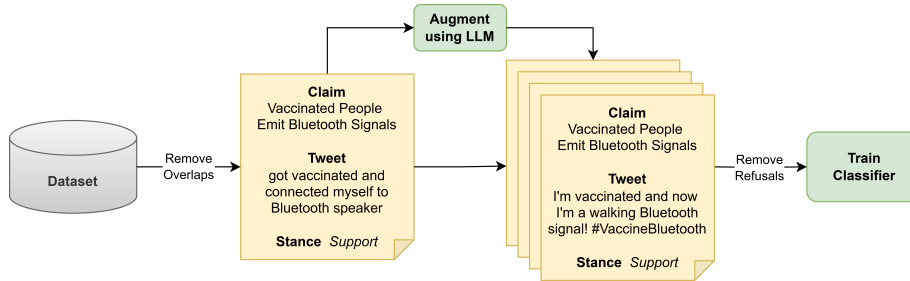 Augment
using LLM
Dataset
Remove
Overlaps
Claim
Vaccinated People
Emit Bluetooth Signals
Tweet
got vaccinated and
connected myself to
Bluetooth speaker
Stance Support
Claim
Vaccinated People
Emit Bluetooth Signals
Tweet
I'm vaccinated and now
I'm a walking Bluetooth
signal! #VaccineBluetooth
Stance Support
Remove
Refusals
Train
Classifier